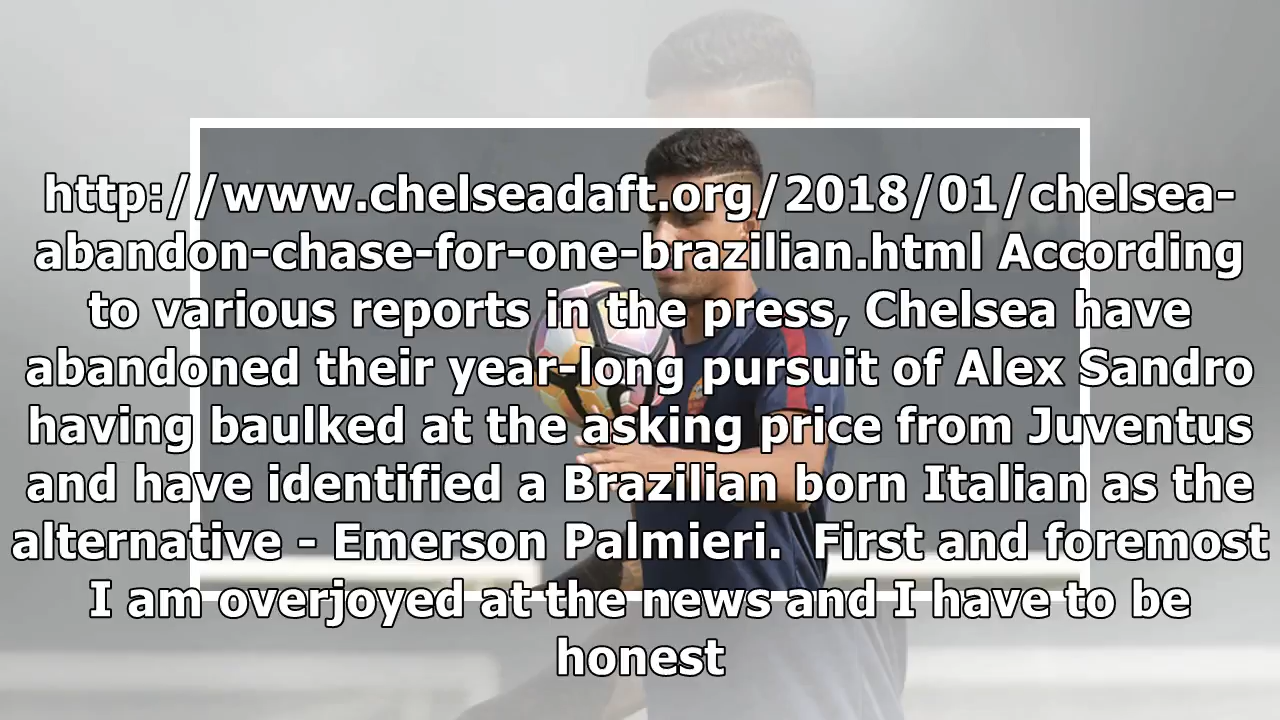 http://www.chelseadaft.org/2018/01/chelsea-
abandon-chase-for-one-brazilian.html According
to various reports in the press, Chelsea have
abandoned their year-long pursuit of Alex Sandro
having baulked at the asking price from Juventus
and have identified a Brazilian born Italian as the
alternative - Emerson Palmieri.  First and foremost
I am overjoyed at the news and I have to be
honest